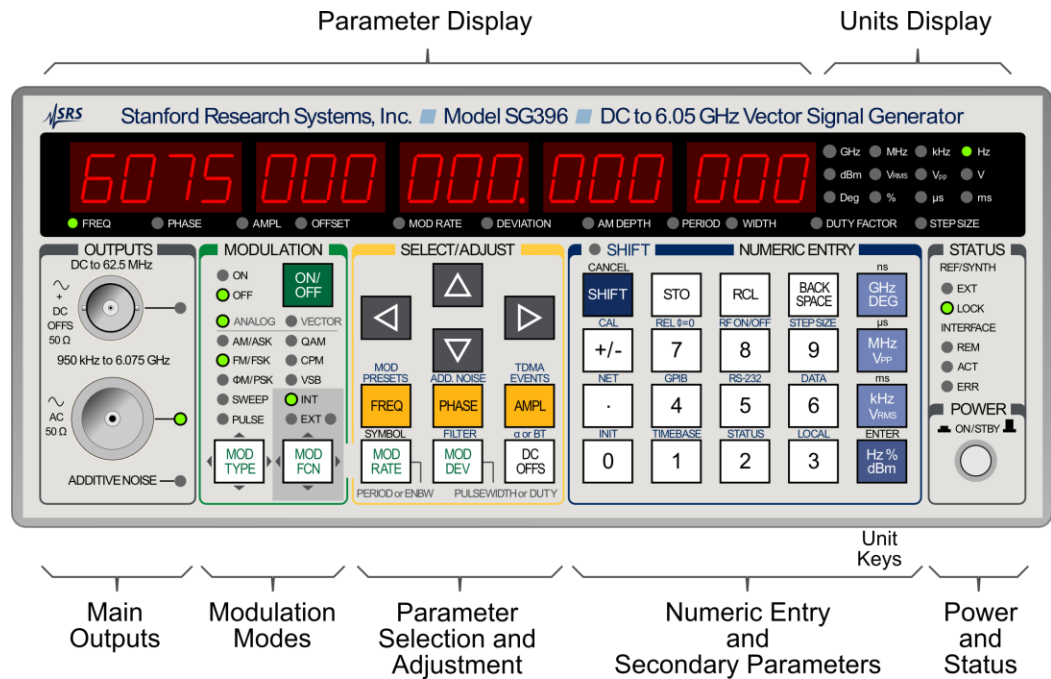 Parameter Display
Units Display
SRS
Stanford Research Systems, Inc. Model SG396 DC to 6.05 GHz Vector Signal Generator
6075 000 000. 000 000
GHz MHz kHz Hz
dBm VRMS Vpp V
Deg % µs ms
FREQ PHASE AMPL OFFSET MOD RATE DEVIATION AM DEPTH PERIOD WIDTH DUTY FACTOR STEP SIZE
OUTPUTS
DC to 62.5 MHz
+
DC
OFFS
50 Ω
950 kHz to 6.075 GHz
AC
50 Ω
ADDITIVE NOISE
MODULATION
ON
OFF
ON/
OFF
ANALOG VECTOR
AM/ASK QAM
FM/FSK CPM
ΦM/PSK VSB
SWEEP INT
PULSE EXT
MOD
TYPE
MOD
FCN
SELECT/ADJUST
MOD
PRESETS
ADD. NOISE
TDMA
EVENTS
FREQ PHASE AMPL
SYMBOL FILTER α or BT
MOD
RATE
MOD
DEV
DC
OFFS
PERIOD or ENBW PULSE WIDTH or DUTY
SHIFT NUMERIC ENTRY
CANCEL ns
SHIFT STO RCL
BACK
SPACE
GHz
DEG
CAL REL ¢=0 RF ON/OFF STEP SIZE µs
+/- 7 8 9
MHz
VPP
NET GPIB RS-232 DATA ms
. 4 5 6
kHz
VRMS
INIT TIMEBASE STATUS LOCAL ENTER
0 1 2 3
Hz %
dBm
STATUS
REF/SYNTH
EXT
LOCK
INTERFACE
REM
ACT
ERR
POWER
ON/STBY
Unit
Keys
Main
Outputs
Modulation
Modes
Parameter
Selection and
Adjustment
Numeric Entry
and
Secondary Parameters
Power
and
Status